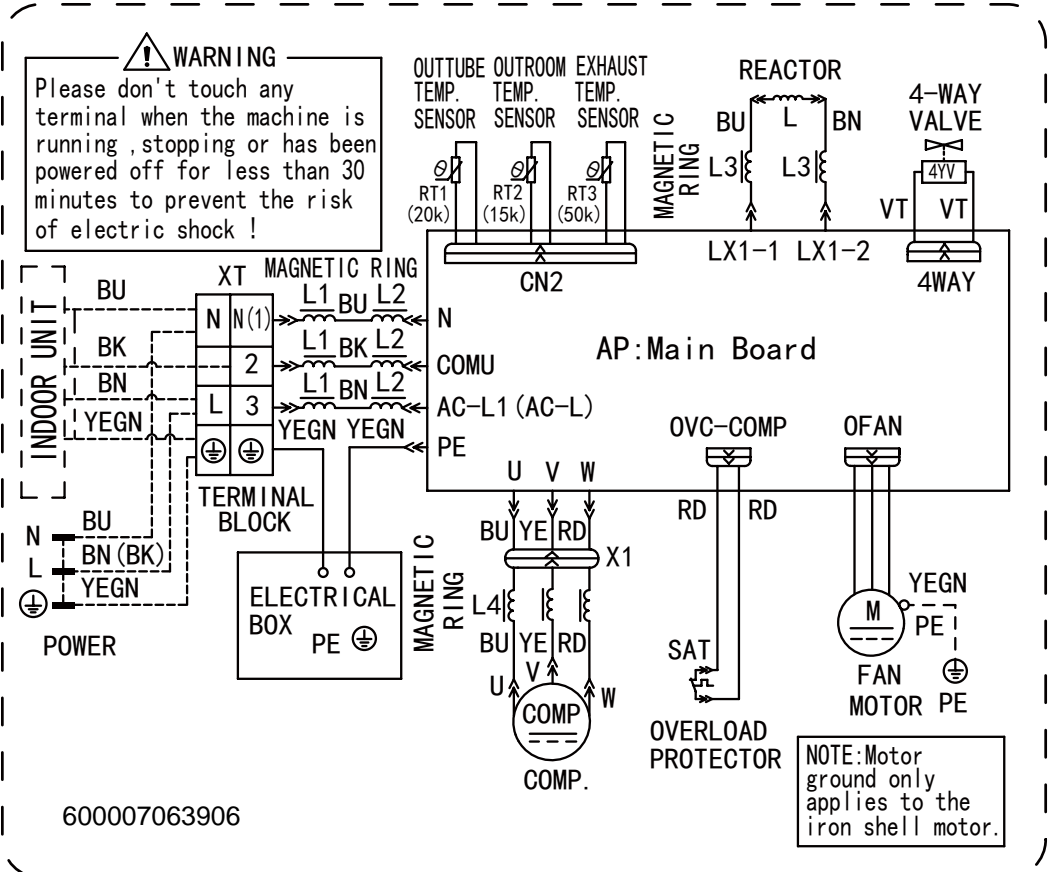 WARNING
Please don't touch any
terminal when the machine is
running ,stopping or has been
powered off for less than 30
minutes to prevent the risk
of electric shock !
OUTTUBE OUTROOM EXHAUST
TEMP. TEMP. TEMP.
SENSOR SENSOR SENSOR
θ θ θ
RT1 RT2 RT3
(20k) (15k) (50k)
MAGNETIC
RING
REACTOR
BU L BN
L3 L3
LX1-1 LX1-2
4-WAY
VALVE
4YV
VT VT
4WAY
CN2
AP:Main Board
INDOOR UNIT
BU
BK
BN
YEGN
XT
N N(1)
2
L 3
TERMINAL
BLOCK
MAGNETIC RING
L1 BU L2
N
L1 BK L2
COMU
L1 BN L2
AC-L1(AC-L)
YEGN YEGN
PE
N BU
L BN(BK)
YEGN
POWER
ELECTRICAL
BOX
PE
MAGNETIC
RING
U V W
BU YE RD
X1
L4
BU YE RD
U V W
COMP
COMP.
OVC-COMP
RD RD
SAT
OVERLOAD
PROTECTOR
OFAN
M
YEGN
PE
FAN
MOTOR PE
NOTE:Motor
ground only
applies to the
iron shell motor.
600007063906